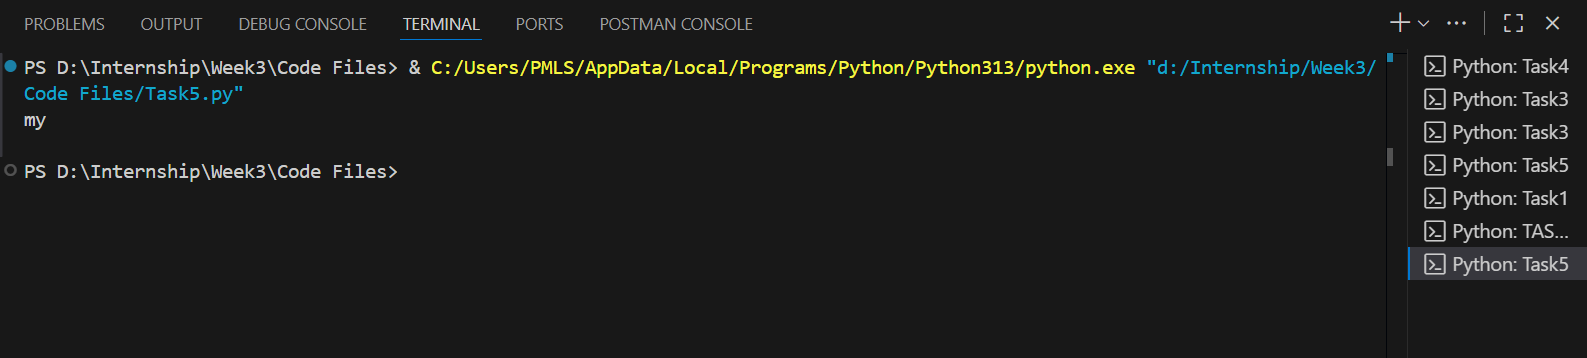 PROBLEMS OUTPUT DEBUG CONSOLE TERMINAL PORTS POSTMAN CONSOLE
PS D:\Internship\Week3\Code Files> & C:/Users/PMLS/AppData/Local/Programs/Python/Python313/python.exe "d:/Internship/Week3/
Code Files/Task5.py"
my
PS D:\Internship\Week3\Code Files>
Python: Task4
Python: Task3
Python: Task3
Python: Task5
Python: Task1
Python: TAS...
Python: Task5